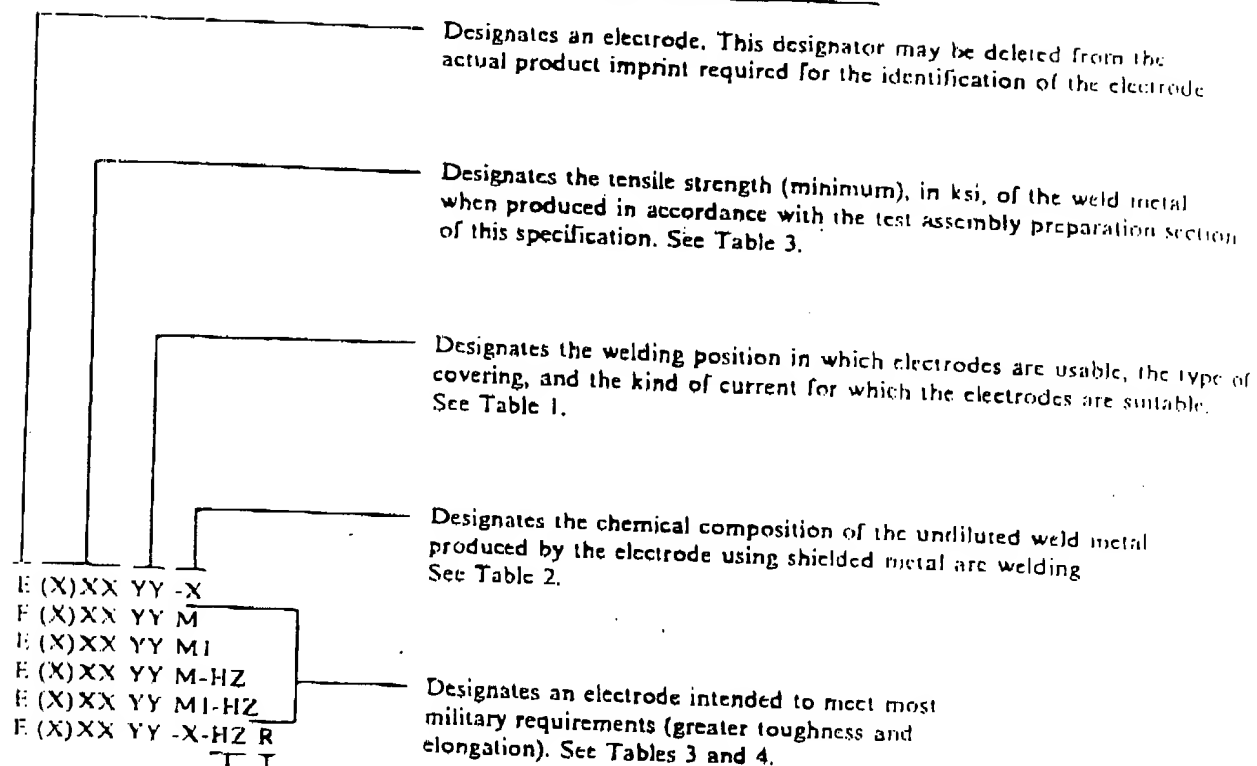 Designates an electrode. This designator may be deleted from the
actual product imprint required for the identification of the electrode
Designates the tensile strength (minimum), in ksi, of the weld metal
when produced in accordance with the test assembly preparation section
of this specification. See Table 3.
Designates the welding position in which electrodes are usable, the type of
covering, and the kind of current for which the electrodes are suitable.
See Table 1.
Designates the chemical composition of the undiluted weld metal
produced by the electrode using shielded metal arc welding
See Table 2.
E (X)XX YY -X
E (X)XX YY M
E (X)XX YY M1
E (X)XX YY M-HZ
E (X)XX YY M1-HZ
E (X)XX YY -X-HZ R
Designates an electrode intended to meet most
military requirements (greater toughness and
elongation). See Tables 3 and 4.